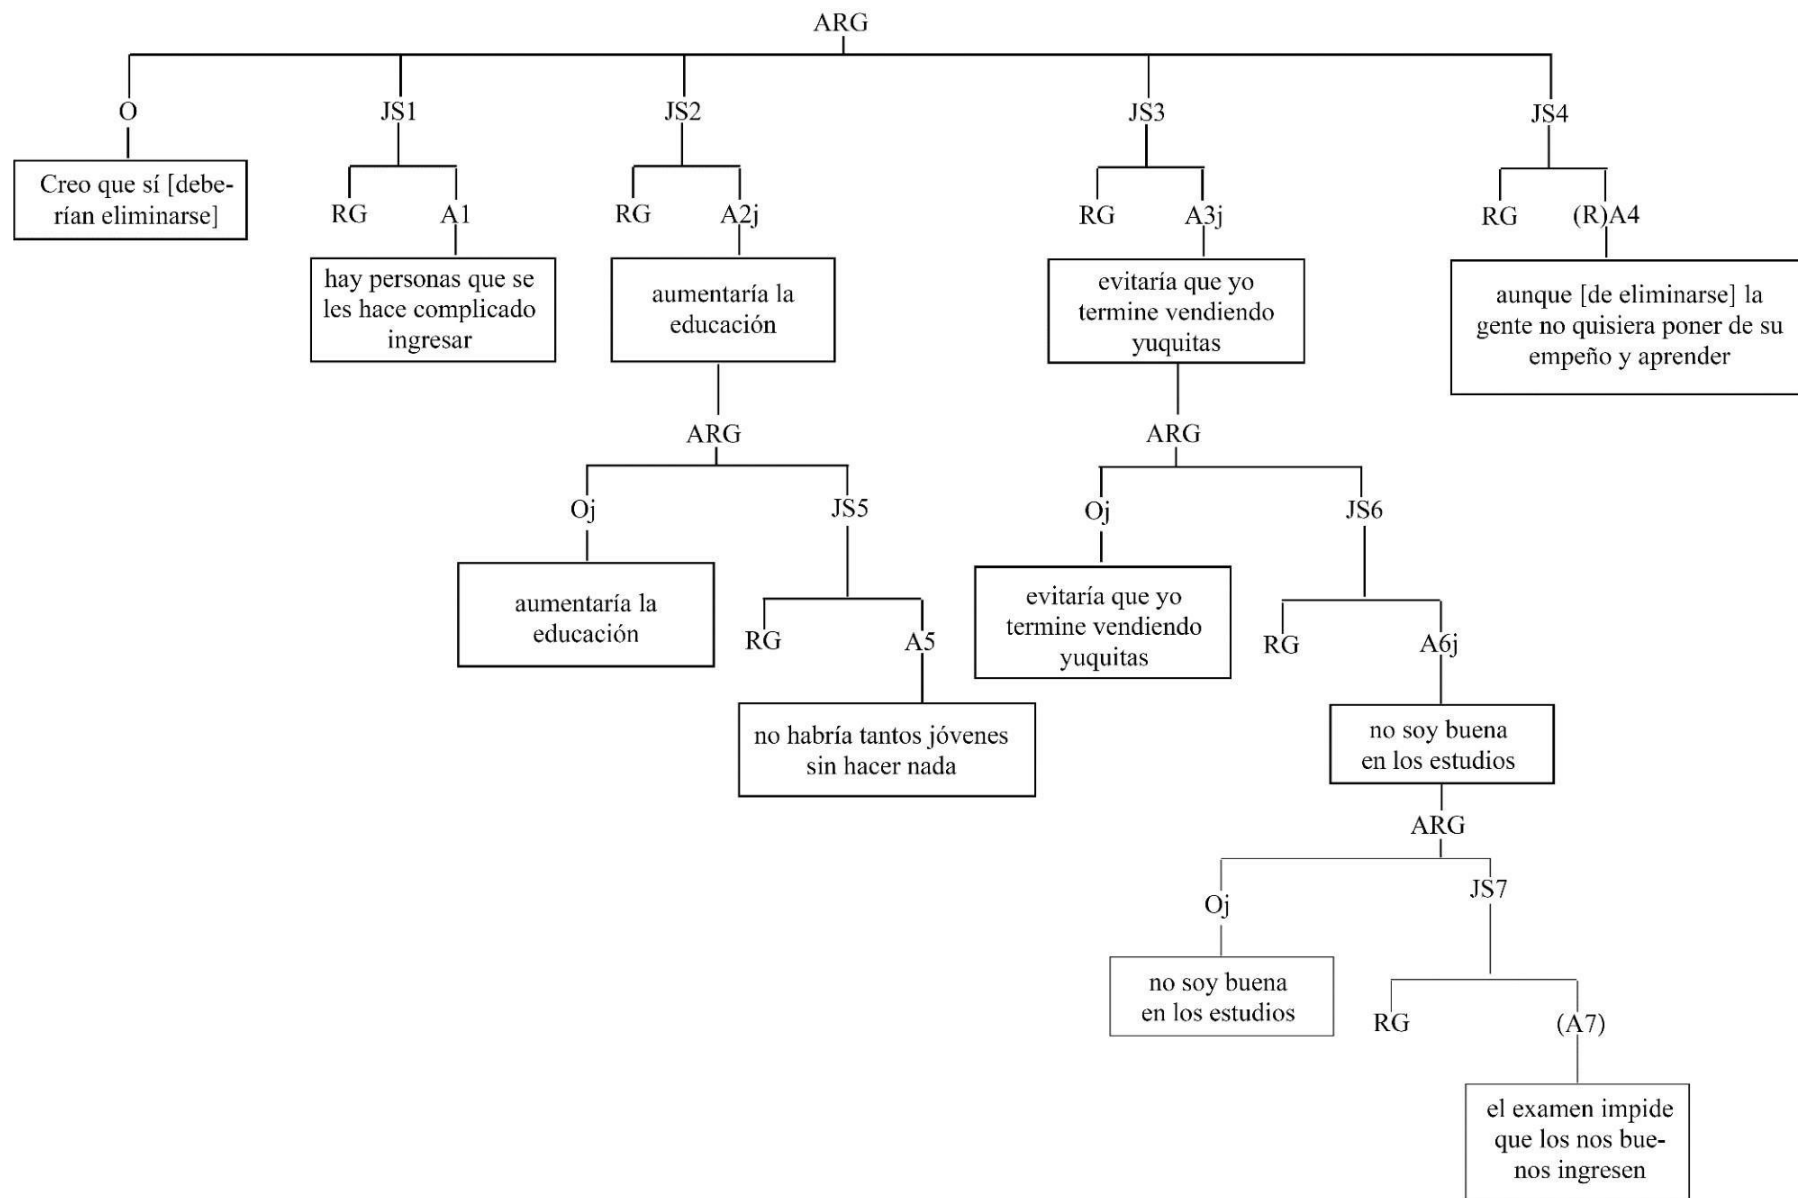 ARG
O
JS1
JS2
JS3
JS4
Creo que sí [debe-
rían eliminarse]
RG
A1
RG
A2j
RG
A3j
RG
(R)A4
hay personas que se
les hace complicado
ingresar
aumentaría la
educación
evitaría que yo
termine vendiendo
yuquitas
aunque [de eliminarse] la
gente no quisiera poner de su
empeño y aprender
ARG
ARG
Oj
JS5
Oj
JS6
aumentaría la
educación
RG
A5
evitaría que yo
termine vendiendo
yuquitas
RG
A6j
no habría tantos jóvenes
sin hacer nada
no soy buena
en los estudios
ARG
Oj
JS7
no soy buena
en los estudios
RG
(A7)
el examen impide
que los nos bue-
nos ingresen